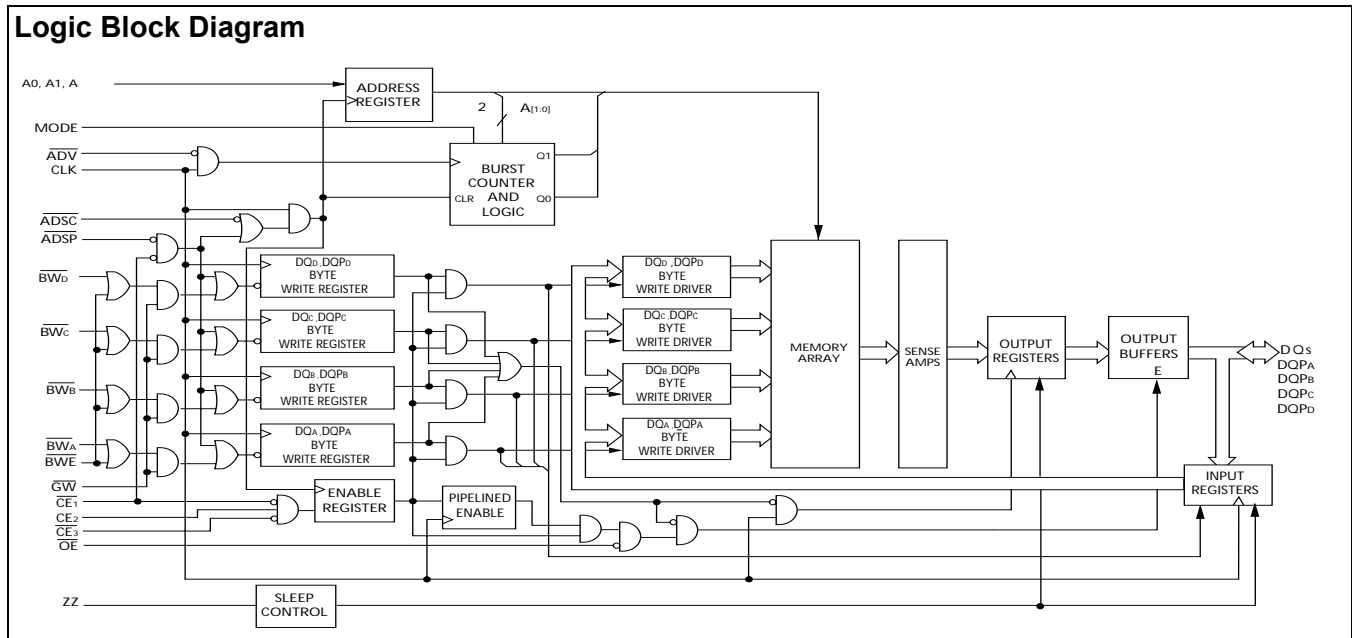 Logic Block Diagram
A0, A1, A
ADDRESS
REGISTER
2 A[1:0]
MODE
ADV
CLK
BURST
COUNTER
AND
LOGIC
CLR
Q1
Q0
ADSC
ADSP
BWD
DQD ,DQPD
BYTE
WRITE REGISTER
DQD ,DQPD
BYTE
WRITE DRIVER
BWC
DQC ,DQPC
BYTE
WRITE REGISTER
DQC ,DQPC
BYTE
WRITE DRIVER
MEMORY
ARRAY
SENSE
AMPS
OUTPUT
REGISTERS
OUTPUT
BUFFERS
E
DQs
DQPA
DQPB
DQPC
DQPD
BWB
DQB ,DQPB
BYTE
WRITE REGISTER
DQB ,DQPB
BYTE
WRITE DRIVER
BWA
BWE
DQA ,DQPA
BYTE
WRITE REGISTER
DQA ,DQPA
BYTE
WRITE DRIVER
GW
CE1
CE2
CE3
OE
ENABLE
REGISTER
PIPELINED
ENABLE
INPUT
REGISTERS
ZZ
SLEEP
CONTROL